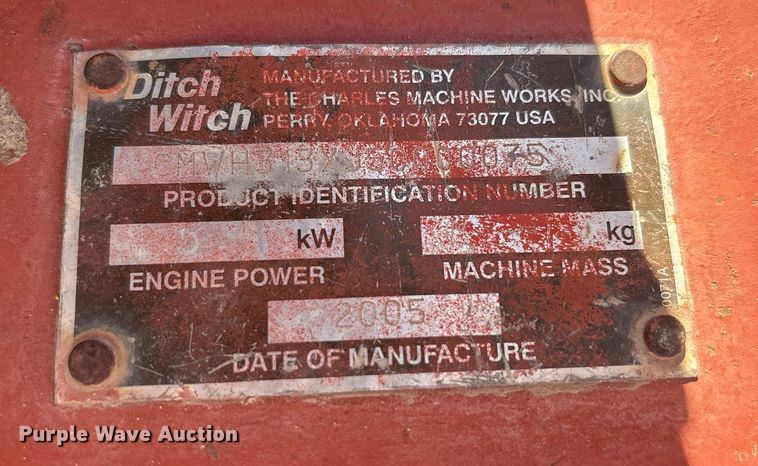 Ditch Witch
MANUFACTURED BY
THE CHARLES MACHINE WORKS, INC.
PERRY, OKLAHOMA 73077 USA
PRODUCT IDENTIFICATION NUMBER
kW
kg
ENGINE POWER
MACHINE MASS
0071A
2005
DATE OF MANUFACTURE
Purple Wave Auction